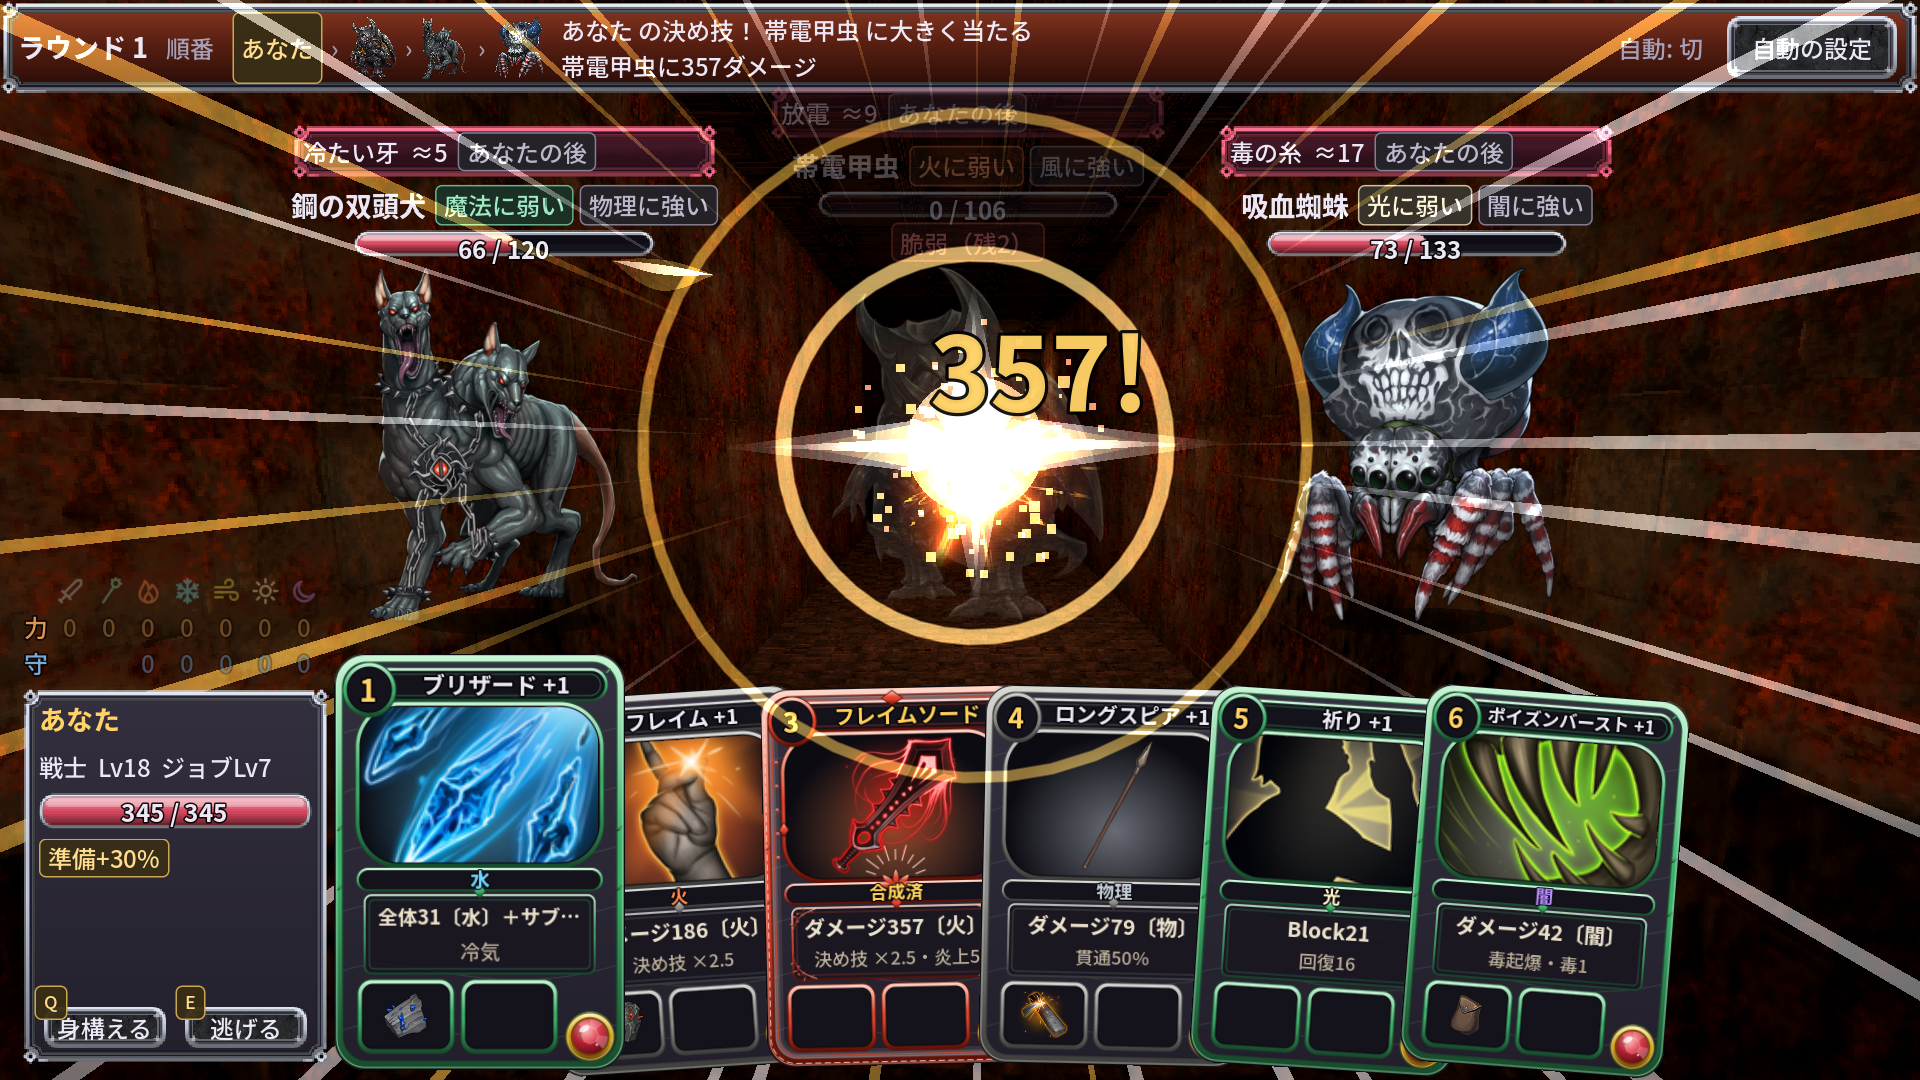 ラウンド 1 順番 あなた › › ›
あなた の決め技！ 帯電甲虫 に大きく当たる
帯電甲虫に357ダメージ
自動: 切
自動の設定
放電 ≈9 あなたの後
冷たい牙 ≈5 あなたの後
毒の糸 ≈17 あなたの後
帯電甲虫 火に弱い 風に強い
鋼の双頭犬 魔法に弱い 物理に強い
吸血蜘蛛 光に弱い 闇に強い
0 / 106
66 / 120
73 / 133
脆弱（残2）
357!
力 0 0 0 0 0 0 0
守 0 0 0 0 0
あなた
戦士 Lv18 ジョブLv7
345 / 345
準備+30%
Q
身構える
E
逃げる
1 ブリザード +1
水
全体31〔水〕＋サブ…
冷気
フレイム +1
火
ージ186〔火〕
決め技 ×2.5
3 フレイムソード
合成済
ダメージ357〔火〕
決め技 ×2.5・炎上5
4 ロングスピア +1
物理
ダメージ79〔物〕
貫通50%
5 祈り +1
光
Block21
回復16
6 ポイズンバースト +1
闇
ダメージ42〔闇〕
毒起爆・毒1